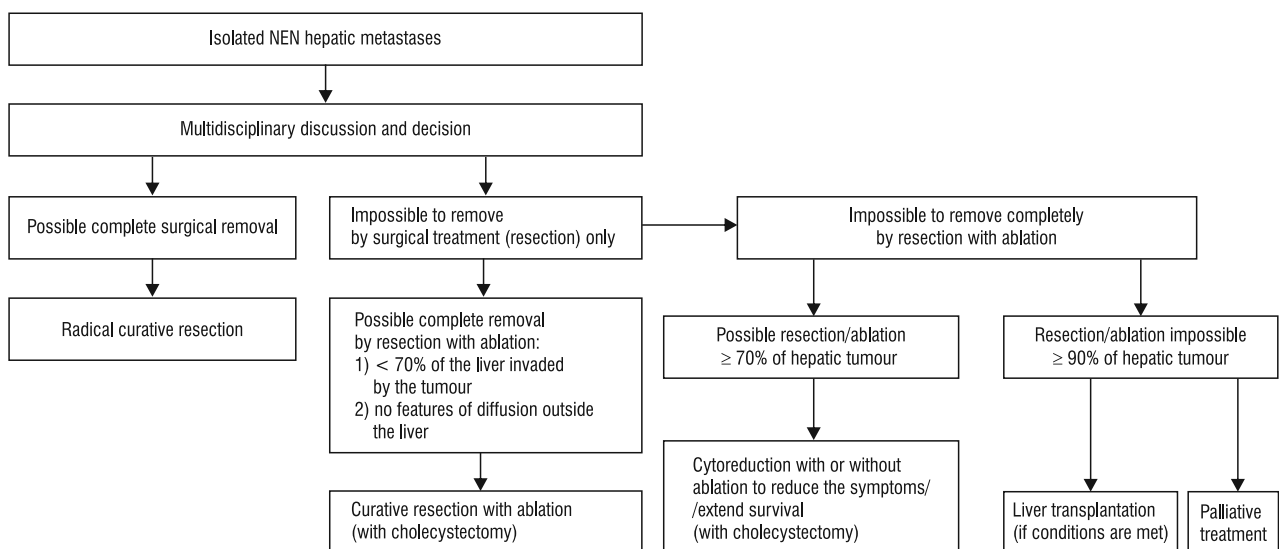 Isolated NEN hepatic metastases
Multidisciplinary discussion and decision
Possible complete surgical removal
Impossible to remove
by surgical treatment (resection) only
Impossible to remove completely
by resection with ablation
Radical curative resection
Possible complete removal
by resection with ablation:
1) < 70% of the liver invaded
by the tumour
2) no features of diffusion outside
the liver
Possible resection/ablation
≥ 70% of hepatic tumour
Resection/ablation impossible
≥ 90% of hepatic tumour
Curative resection with ablation
(with cholecystectomy)
Cytoreduction with or without
ablation to reduce the symptoms/
/extend survival
(with cholecystectomy)
Liver transplantation
(if conditions are met)
Palliative
treatment